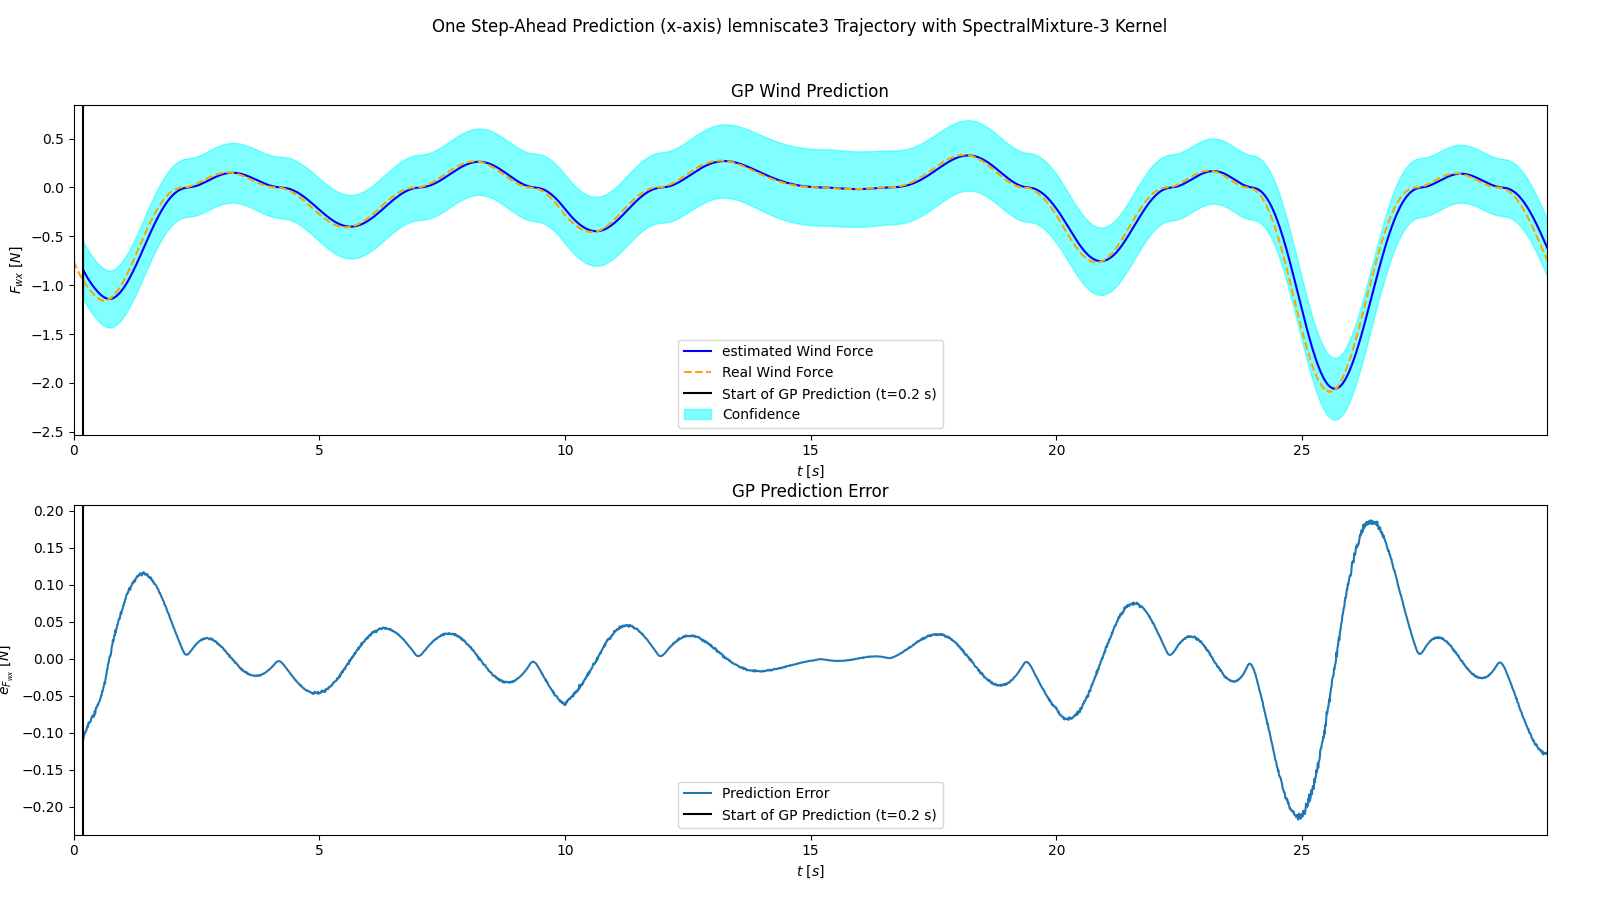 One Step-Ahead Prediction (x-axis) lemniscate3 Trajectory with SpectralMixture-3 Kernel
GP Wind Prediction
0.5
0.0
−0.5
−1.0
−1.5
−2.0
−2.5
F_wx [N]
estimated Wind Force
Real Wind Force
Start of GP Prediction (t=0.2 s)
Confidence
0 5 10 15 20 25
t [s]
GP Prediction Error
0.20
0.15
0.10
0.05
0.00
−0.05
−0.10
−0.15
−0.20
e_F_wx [N]
Prediction Error
Start of GP Prediction (t=0.2 s)
0 5 10 15 20 25
t [s]